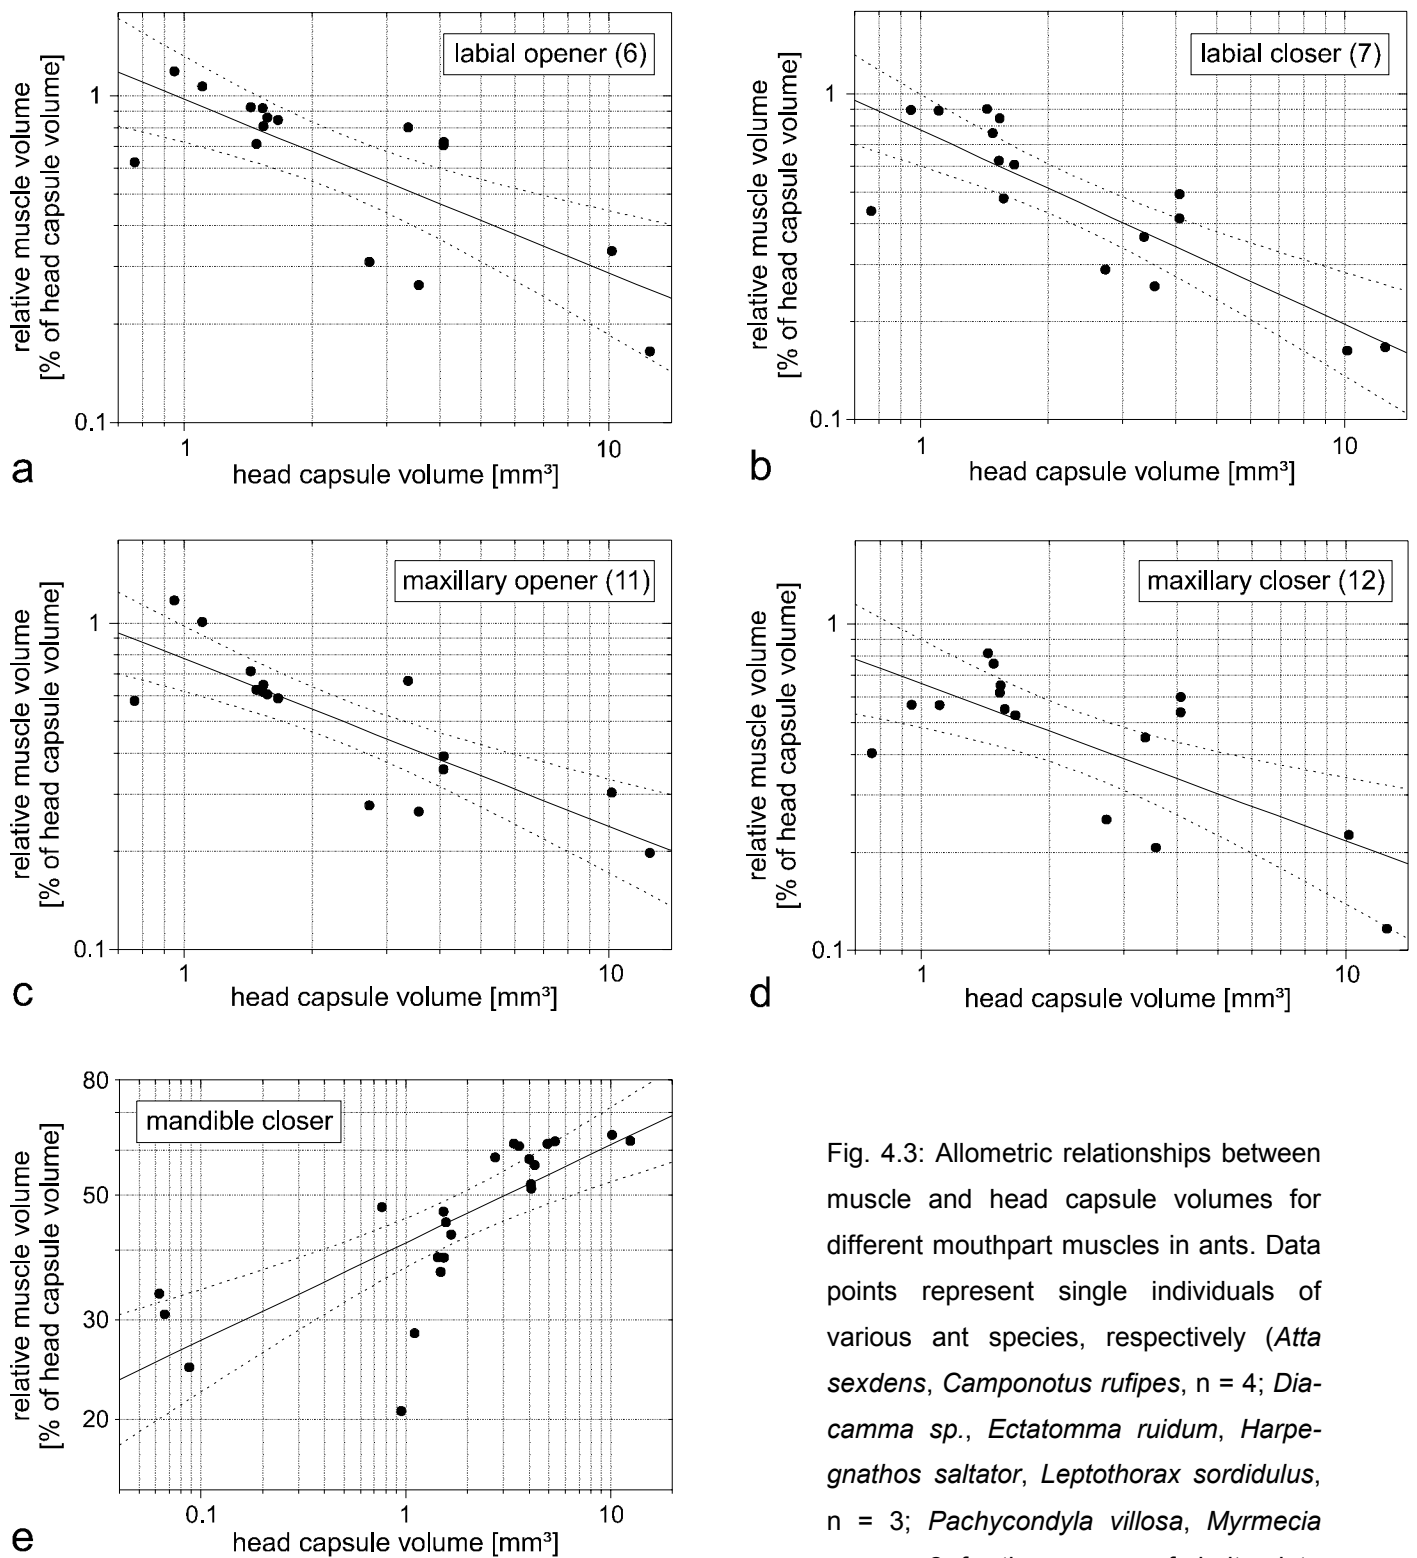 labial opener (6)
relative muscle volume
[% of head capsule volume]
1
0.1
1
10
head capsule volume [mm³]
a
labial closer (7)
relative muscle volume
[% of head capsule volume]
1
0.1
1
10
head capsule volume [mm³]
b
maxillary opener (11)
relative muscle volume
[% of head capsule volume]
1
0.1
1
10
head capsule volume [mm³]
c
maxillary closer (12)
relative muscle volume
[% of head capsule volume]
1
0.1
1
10
head capsule volume [mm³]
d
mandible closer
relative muscle volume
[% of head capsule volume]
80
50
30
20
0.1
1
10
head capsule volume [mm³]
e
Fig. 4.3: Allometric relationships between
muscle and head capsule volumes for
different mouthpart muscles in ants. Data
points represent single individuals of
various ant species, respectively (Atta
sexdens, Camponotus rufipes, n = 4; Dia-
camma sp., Ectatomma ruidum, Harpe-
gnathos saltator, Leptothorax sordidulus,
n = 3; Pachycondyla villosa, Myrmecia